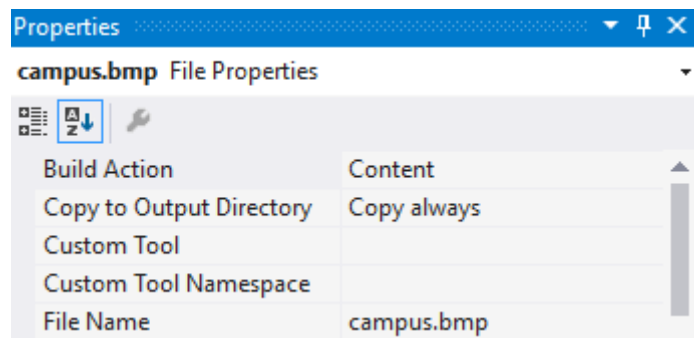 Properties
campus.bmp File Properties
Build Action Content
Copy to Output Directory Copy always
Custom Tool
Custom Tool Namespace
File Name campus.bmp